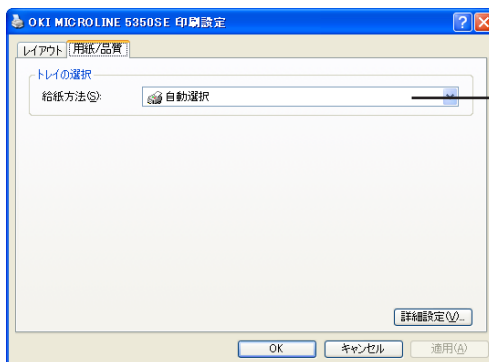 OKI MICROLINE 5350SE 印刷設定
レイアウト 用紙/品質
トレイの選択
給紙方法(S): 自動選択
詳細設定(V)...
OK キャンセル 適用(A)